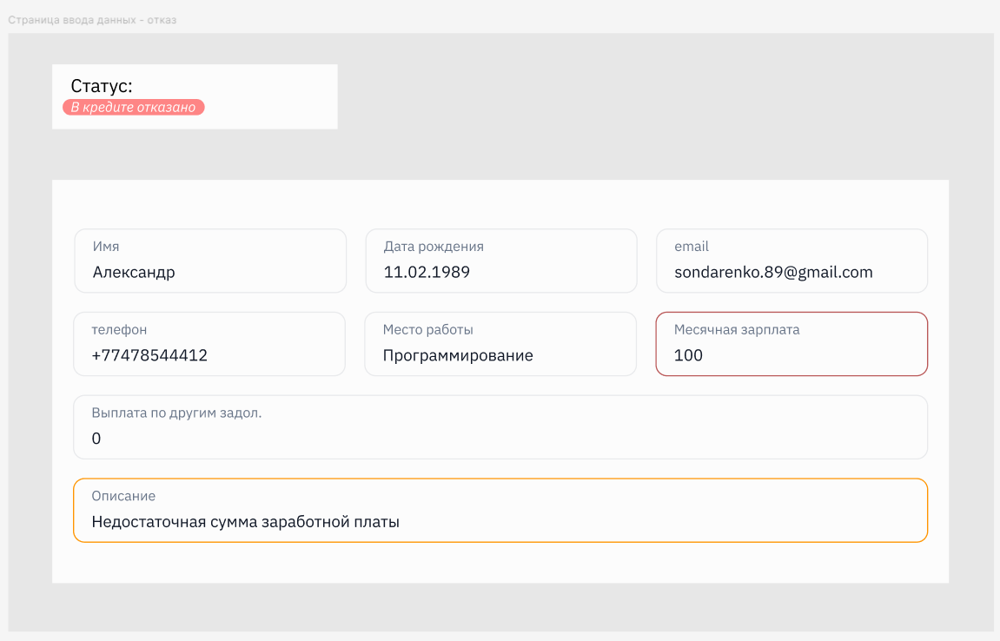 Страница ввода данных - отказ
Статус:
В кредите отказано
Имя
Александр
Дата рождения
11.02.1989
email
sondarenko.89@gmail.com
телефон
+77478544412
Место работы
Программирование
Месячная зарплата
100
Выплата по другим задол.
0
Описание
Недостаточная сумма заработной платы